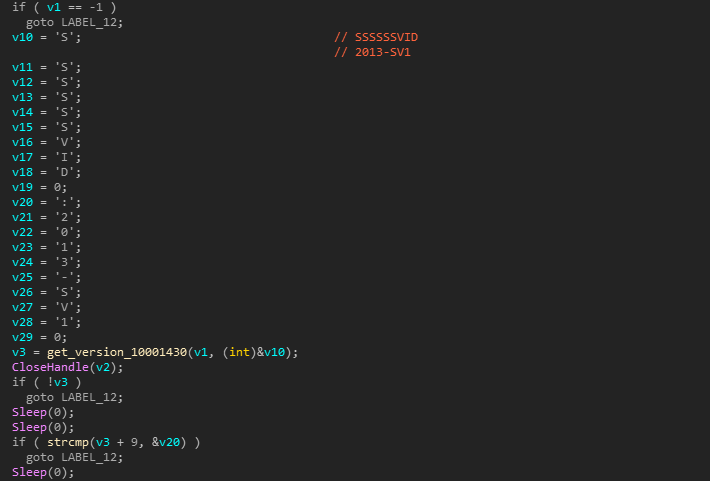 if ( v1 == -1 )
goto LABEL_12;
v10 = 'S'; // SSSSSSVID
// 2013-SV1
v11 = 'S';
v12 = 'S';
v13 = 'S';
v14 = 'S';
v15 = 'S';
v16 = 'V';
v17 = 'I';
v18 = 'D';
v19 = 0;
v20 = ':';
v21 = '2';
v22 = '0';
v23 = '1';
v24 = '3';
v25 = '-';
v26 = 'S';
v27 = 'V';
v28 = '1';
v29 = 0;
v3 = get_version_10001430(v1, (int)&v10);
CloseHandle(v2);
if ( !v3 )
goto LABEL_12;
Sleep(0);
Sleep(0);
if ( strcmp(v3 + 9, &v20) )
goto LABEL_12;
Sleep(0);